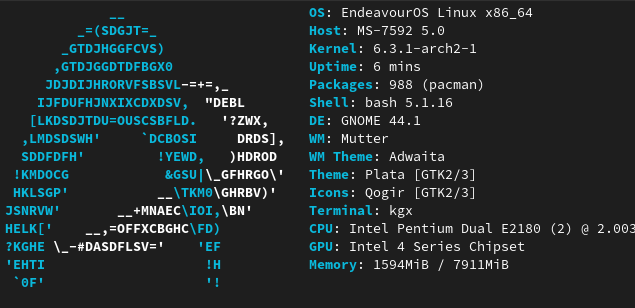 __
_=(SDGJT=_
_GTDJHGGFCVS)
,GTDJGGDTDFBGX0
JDJDIJHRORVFSBSVL-=+=,_
IJFDUFHJNXIXCDXDSV, "DEBL
[LKDSDJTDU=OUSCSBFLD. '?ZWX,
,LMDSDSWH' `DCBOSI DRDS],
SDDFDFH' !YEWD, )HDROD
!KMDOCG &GSU|\_GFHRGO\'
HKLSGP' __\TKM0\GHRBV)'
JSNRVW' __+MNAEC\IOI,\BN'
HELK[' __,=OFFXCBGHC\FD)
?KGHE \_-#DASDFLSV=' 'EF
'EHTI !H
`0F' '!
OS: EndeavourOS Linux x86_64
Host: MS-7592 5.0
Kernel: 6.3.1-arch2-1
Uptime: 6 mins
Packages: 988 (pacman)
Shell: bash 5.1.16
DE: GNOME 44.1
WM: Mutter
WM Theme: Adwaita
Theme: Plata [GTK2/3]
Icons: Qogir [GTK2/3]
Terminal: kgx
CPU: Intel Pentium Dual E2180 (2) @ 2.003
GPU: Intel 4 Series Chipset
Memory: 1594MiB / 7911MiB